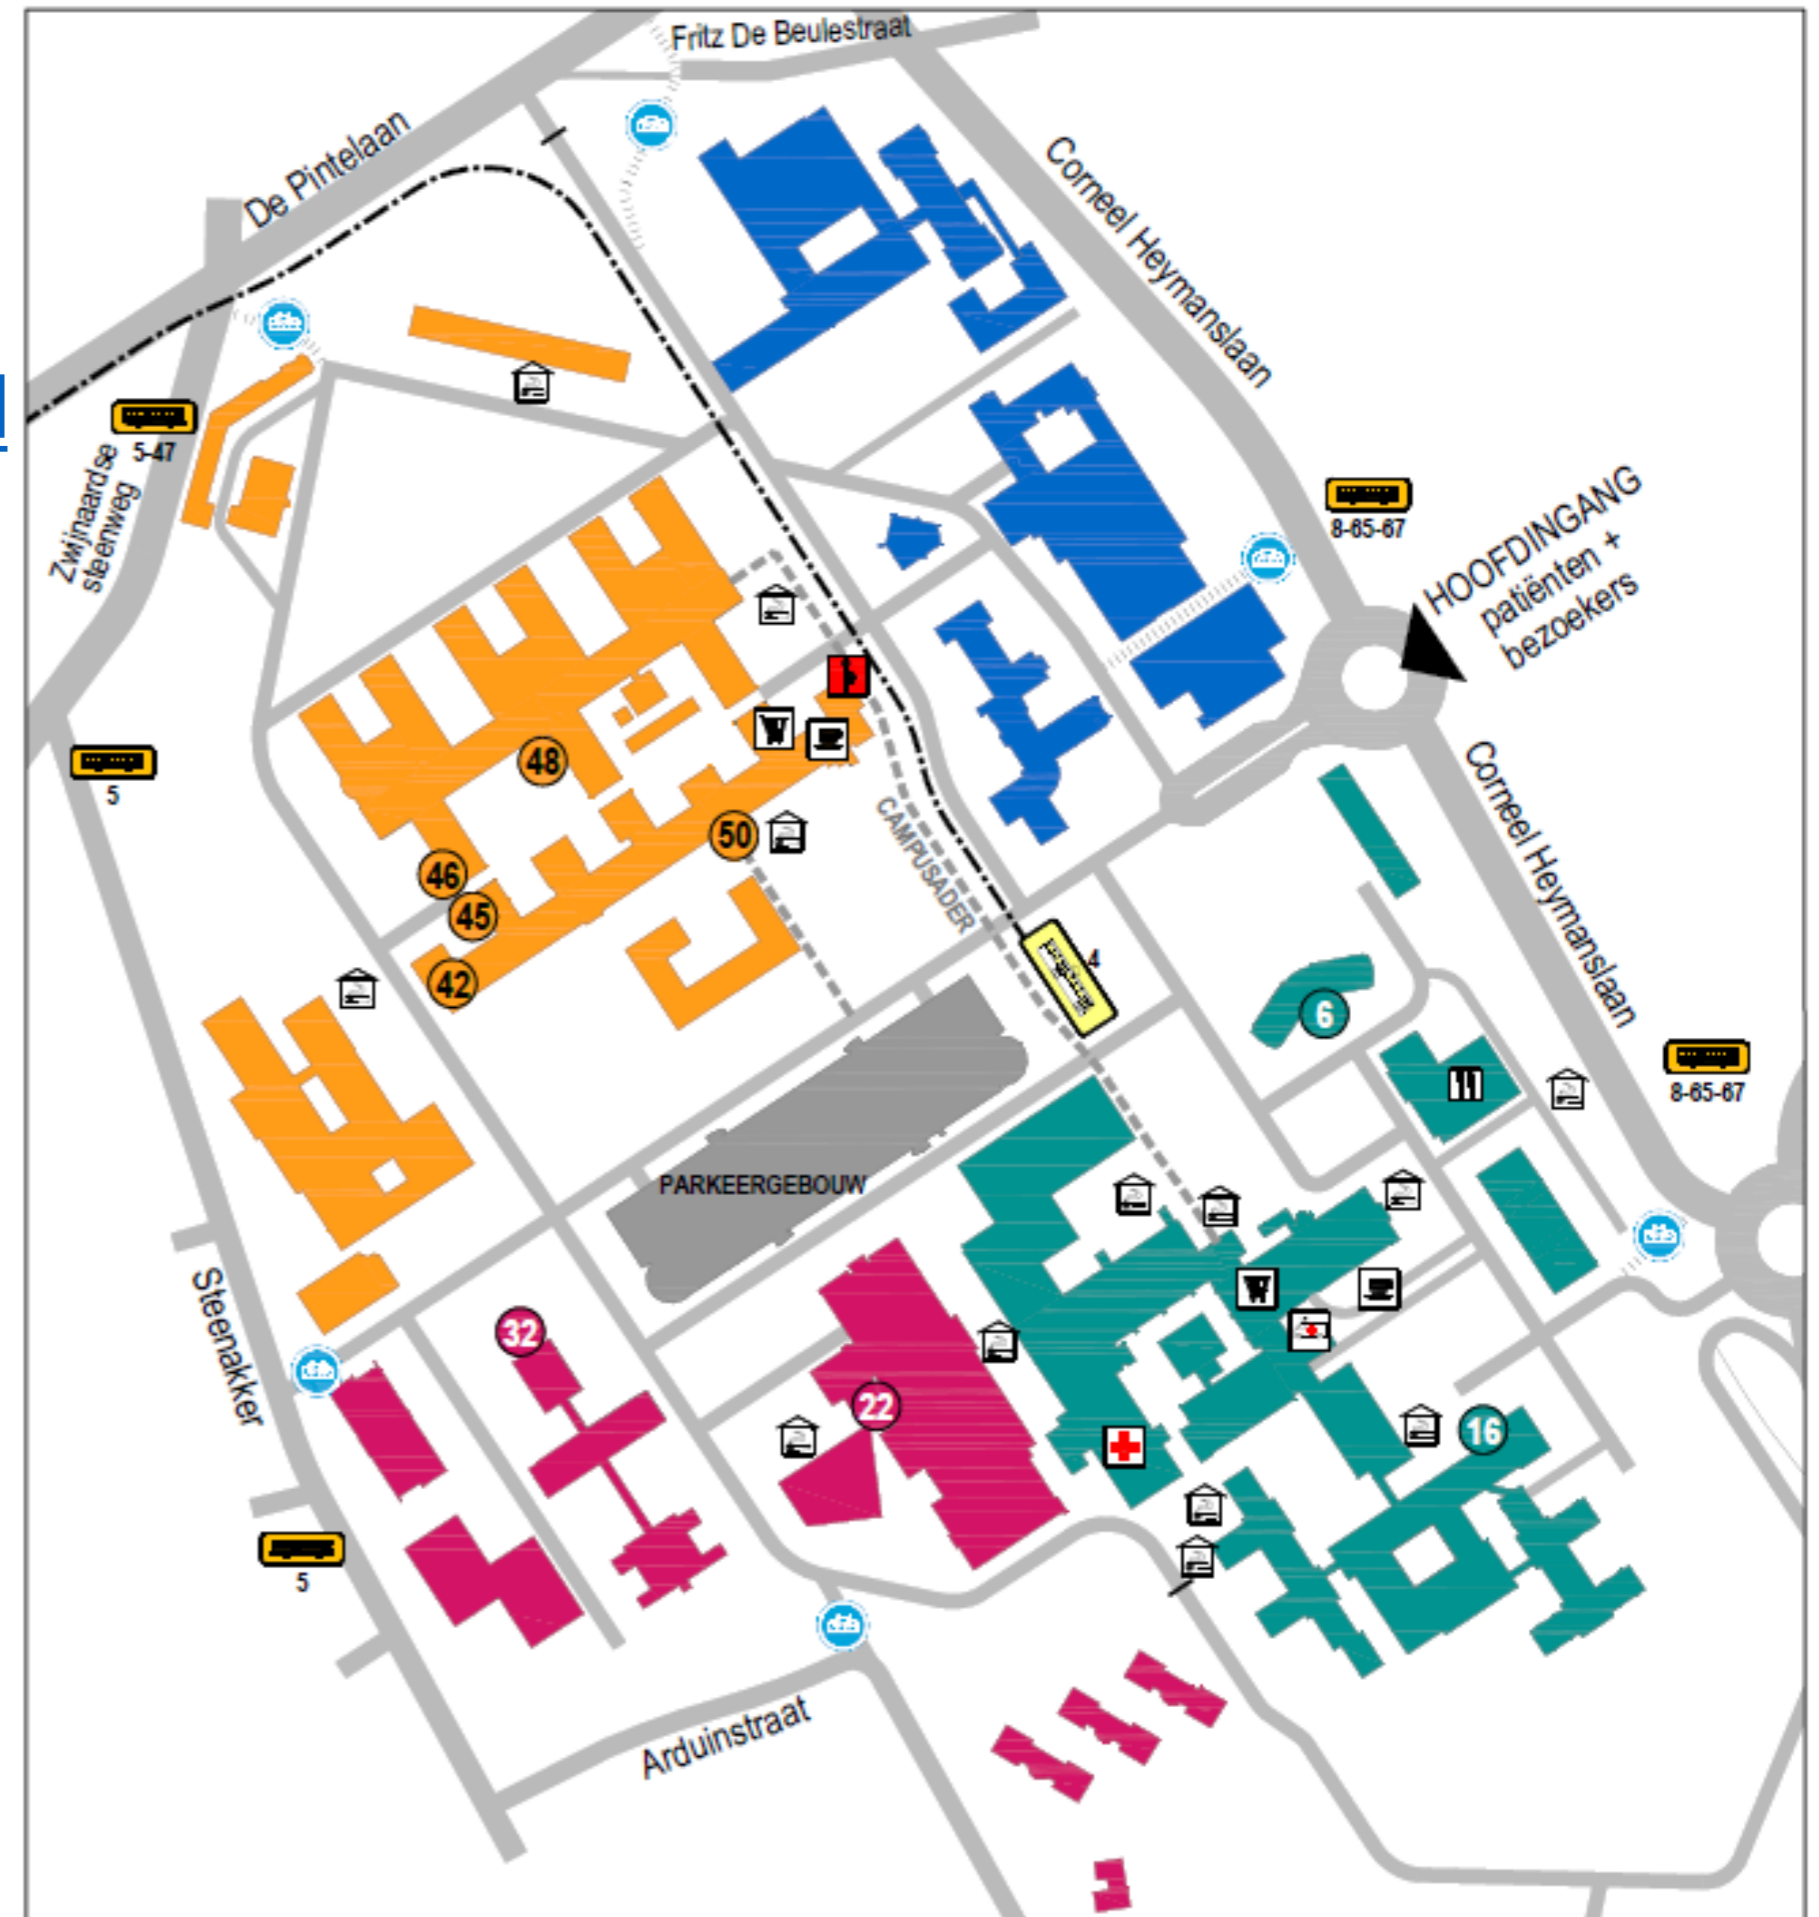 Fritz De Beulestraat
De Pintelaan
Corneel Heymanslaan
5-47
Zwijnaardse
steenweg
8-65-67
HOOFDINGANG
patiënten +
bezoekers
48
5
50
46
45
42
CAMPUSADER
4
Corneel Heymanslaan
6
8-65-67
PARKEERGEBOUW
Steenakker
32
22
16
5
Arduinstraat